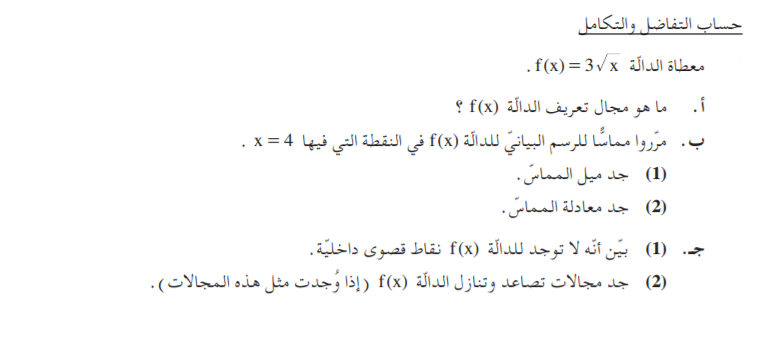 حساب التفاضل والتكامل
معطاة الدالّة f(x) = 3√x .
أ. ما هو مجال تعريف الدالّة f(x) ؟
ب. مرّروا مماسًّا للرسم البيانيّ للدالّة f(x) في النقطة التي فيها x = 4 .
(1) جد ميل المماسّ.
(2) جد معادلة المماسّ.
جـ. (1) بيّن أنّه لا توجد للدالّة f(x) نقاط قصوى داخليّة.
(2) جد مجالات تصاعد وتنازل الدالّة f(x) (إذا وُجدت مثل هذه المجالات).